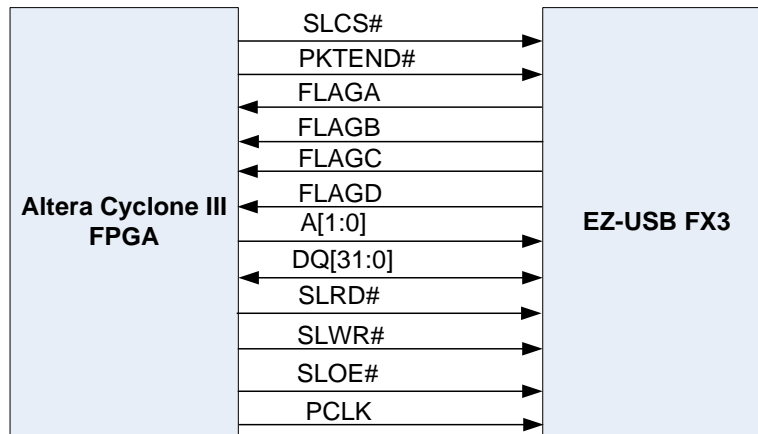 SLCS#
PKTEND#
FLAGA
FLAGB
FLAGC
FLAGD
Altera Cyclone III
FPGA
A[1:0]
EZ-USB FX3
DQ[31:0]
SLRD#
SLWR#
SLOE#
PCLK